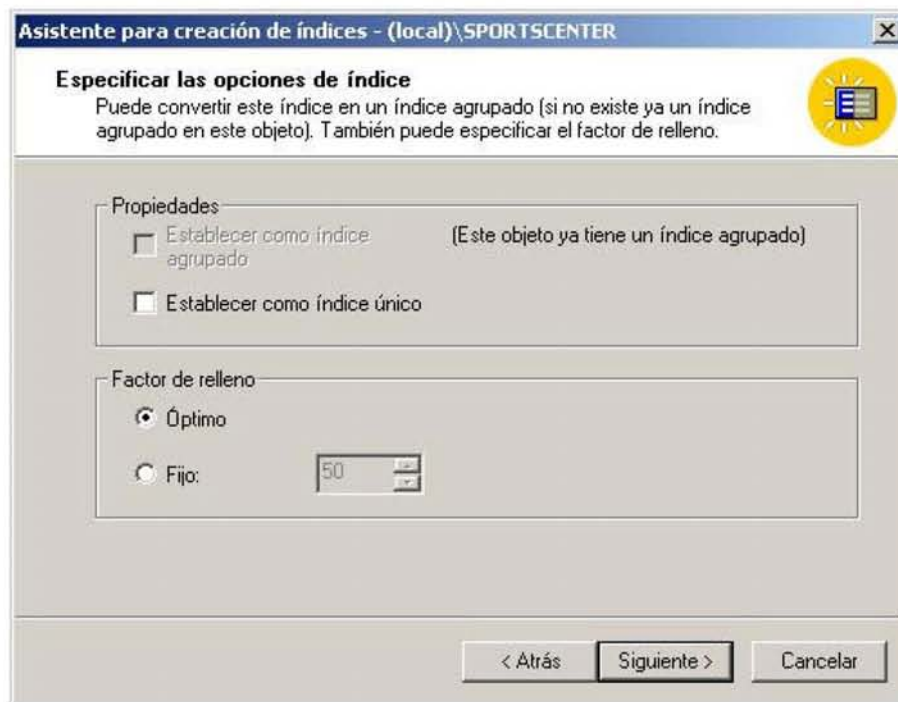 Asistente para creación de índices - (local)\SPORTSCENTER
Especificar las opciones de índice
Puede convertir este índice en un índice agrupado (si no existe ya un índice
agrupado en este objeto). También puede especificar el factor de relleno.
Propiedades
Establecer como índice
agrupado
(Este objeto ya tiene un índice agrupado)
Establecer como índice único
Factor de relleno
Óptimo
Fijo:
50
< Atrás
Siguiente >
Cancelar